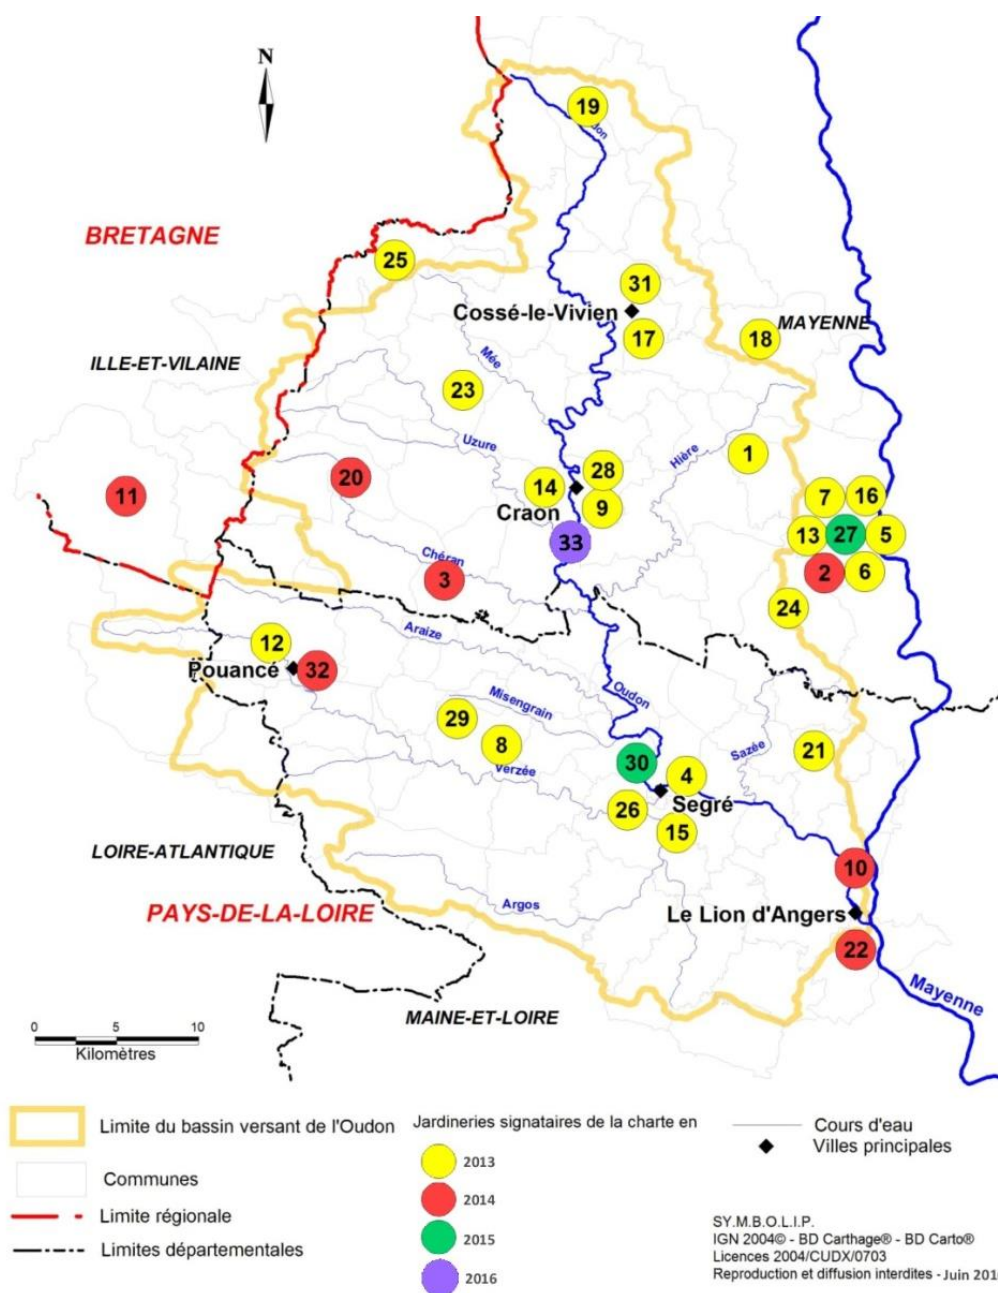 N
19
Oudon
BRETAGNE
25
31
Cossé-le-Vivien
MAYENNE
17
18
ILLE-ET-VILAINE
Mée
23
Uzure
Hière
1
28
20
14
11
7
16
Craon
9
13
27
5
33
Chéran
3
2
6
24
Araize
12
Pouancé
32
Oudon
Misengrain
29
Sazée
21
8
30
Verzée
4
Segré
26
15
LOIRE-ATLANTIQUE
10
Argos
PAYS-DE-LA-LOIRE
Le Lion d'Angers
22
Mayenne
MAINE-ET-LOIRE
0 5 10
Kilomètres
Limite du bassin versant de l'Oudon
Communes
Limite régionale
Limites départementales
Jardineries signataires de la charte en
2013
2014
2015
2016
Cours d'eau
Villes principales
SY.M.B.O.L.I.P.
IGN 2004© - BD Carthage® - BD Carto®
Licences 2004/CUDX/0703
Reproduction et diffusion interdites - Juin 201